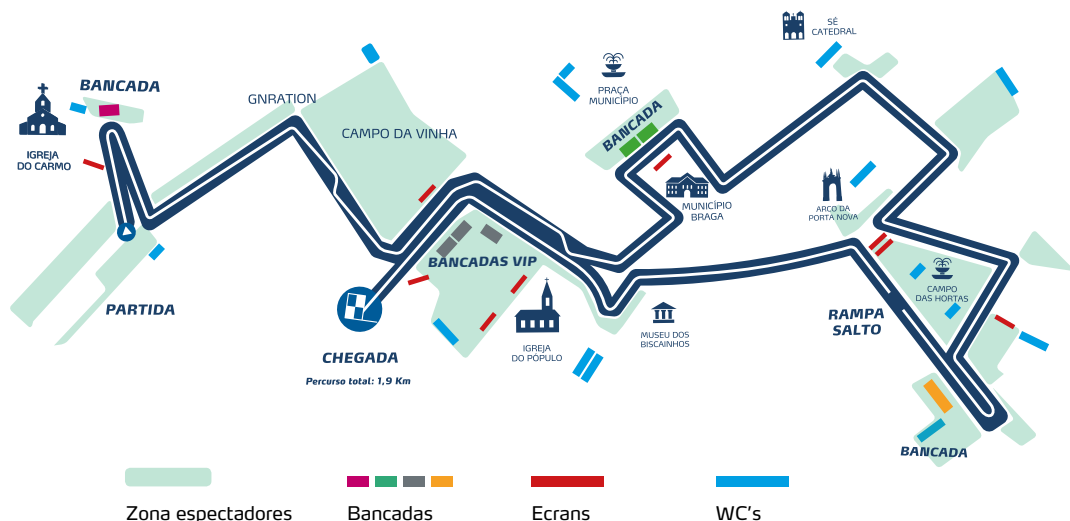 SÉ
CATEDRAL
PRAÇA
MUNICÍPIO
BANCADA
GNRATION
BANCADA
CAMPO DA VINHA
IGREJA
DO CARMO
MUNICÍPIO
BRAGA
ARCO DA
PORTA NOVA
BANCADAS VIP
CAMPO
DAS HORTAS
PARTIDA
RAMPA
SALTO
MUSEU DOS
BISCAINHOS
IGREJA
DO PÓPULO
CHEGADA
Percurso total: 1,9 Km
BANCADA
Zona espectadores
Bancadas
Ecrans
WC's